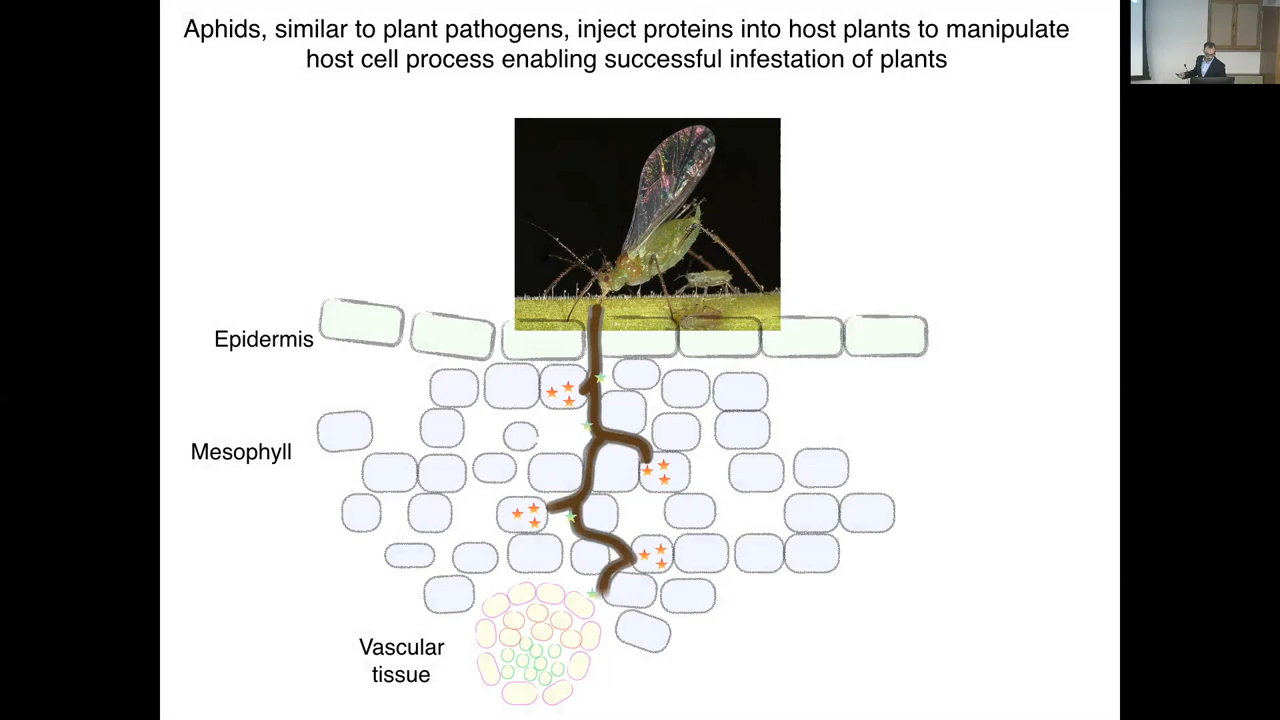 Aphids, similar to plant pathogens, inject proteins into host plants to manipulate
host cell process enabling successful infestation of plants
Epidermis
Mesophyll
Vascular
tissue